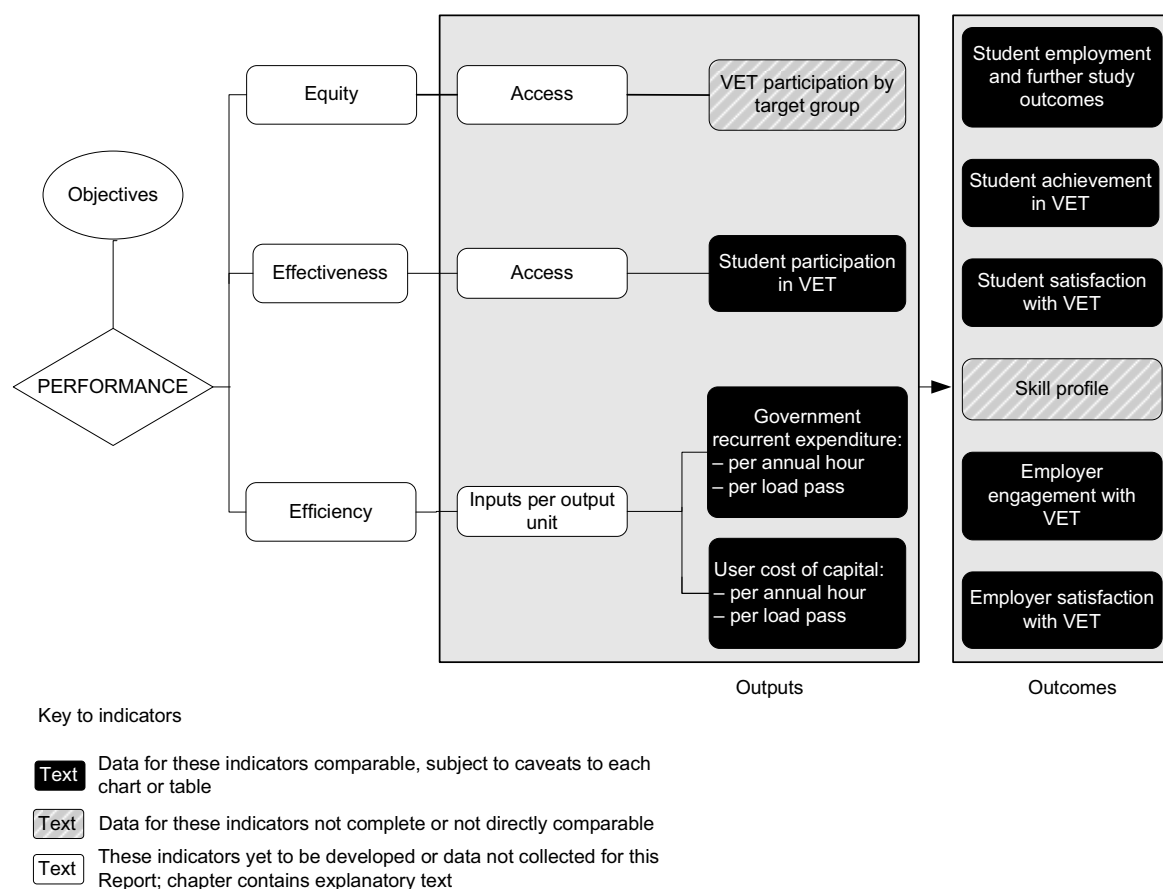 Objectives
PERFORMANCE
Equity
Access
VET participation by
target group
Effectiveness
Access
Student participation
in VET
Efficiency
Inputs per output
unit
Government
recurrent expenditure:
– per annual hour
– per load pass
User cost of capital:
– per annual hour
– per load pass
Outputs
Student employment
and further study
outcomes
Student achievement
in VET
Student satisfaction
with VET
Skill profile
Employer
engagement with
VET
Employer satisfaction
with VET
Outcomes
Key to indicators
Text
Data for these indicators comparable, subject to caveats to each
chart or table
Text
Data for these indicators not complete or not directly comparable
Text
These indicators yet to be developed or data not collected for this
Report; chapter contains explanatory text